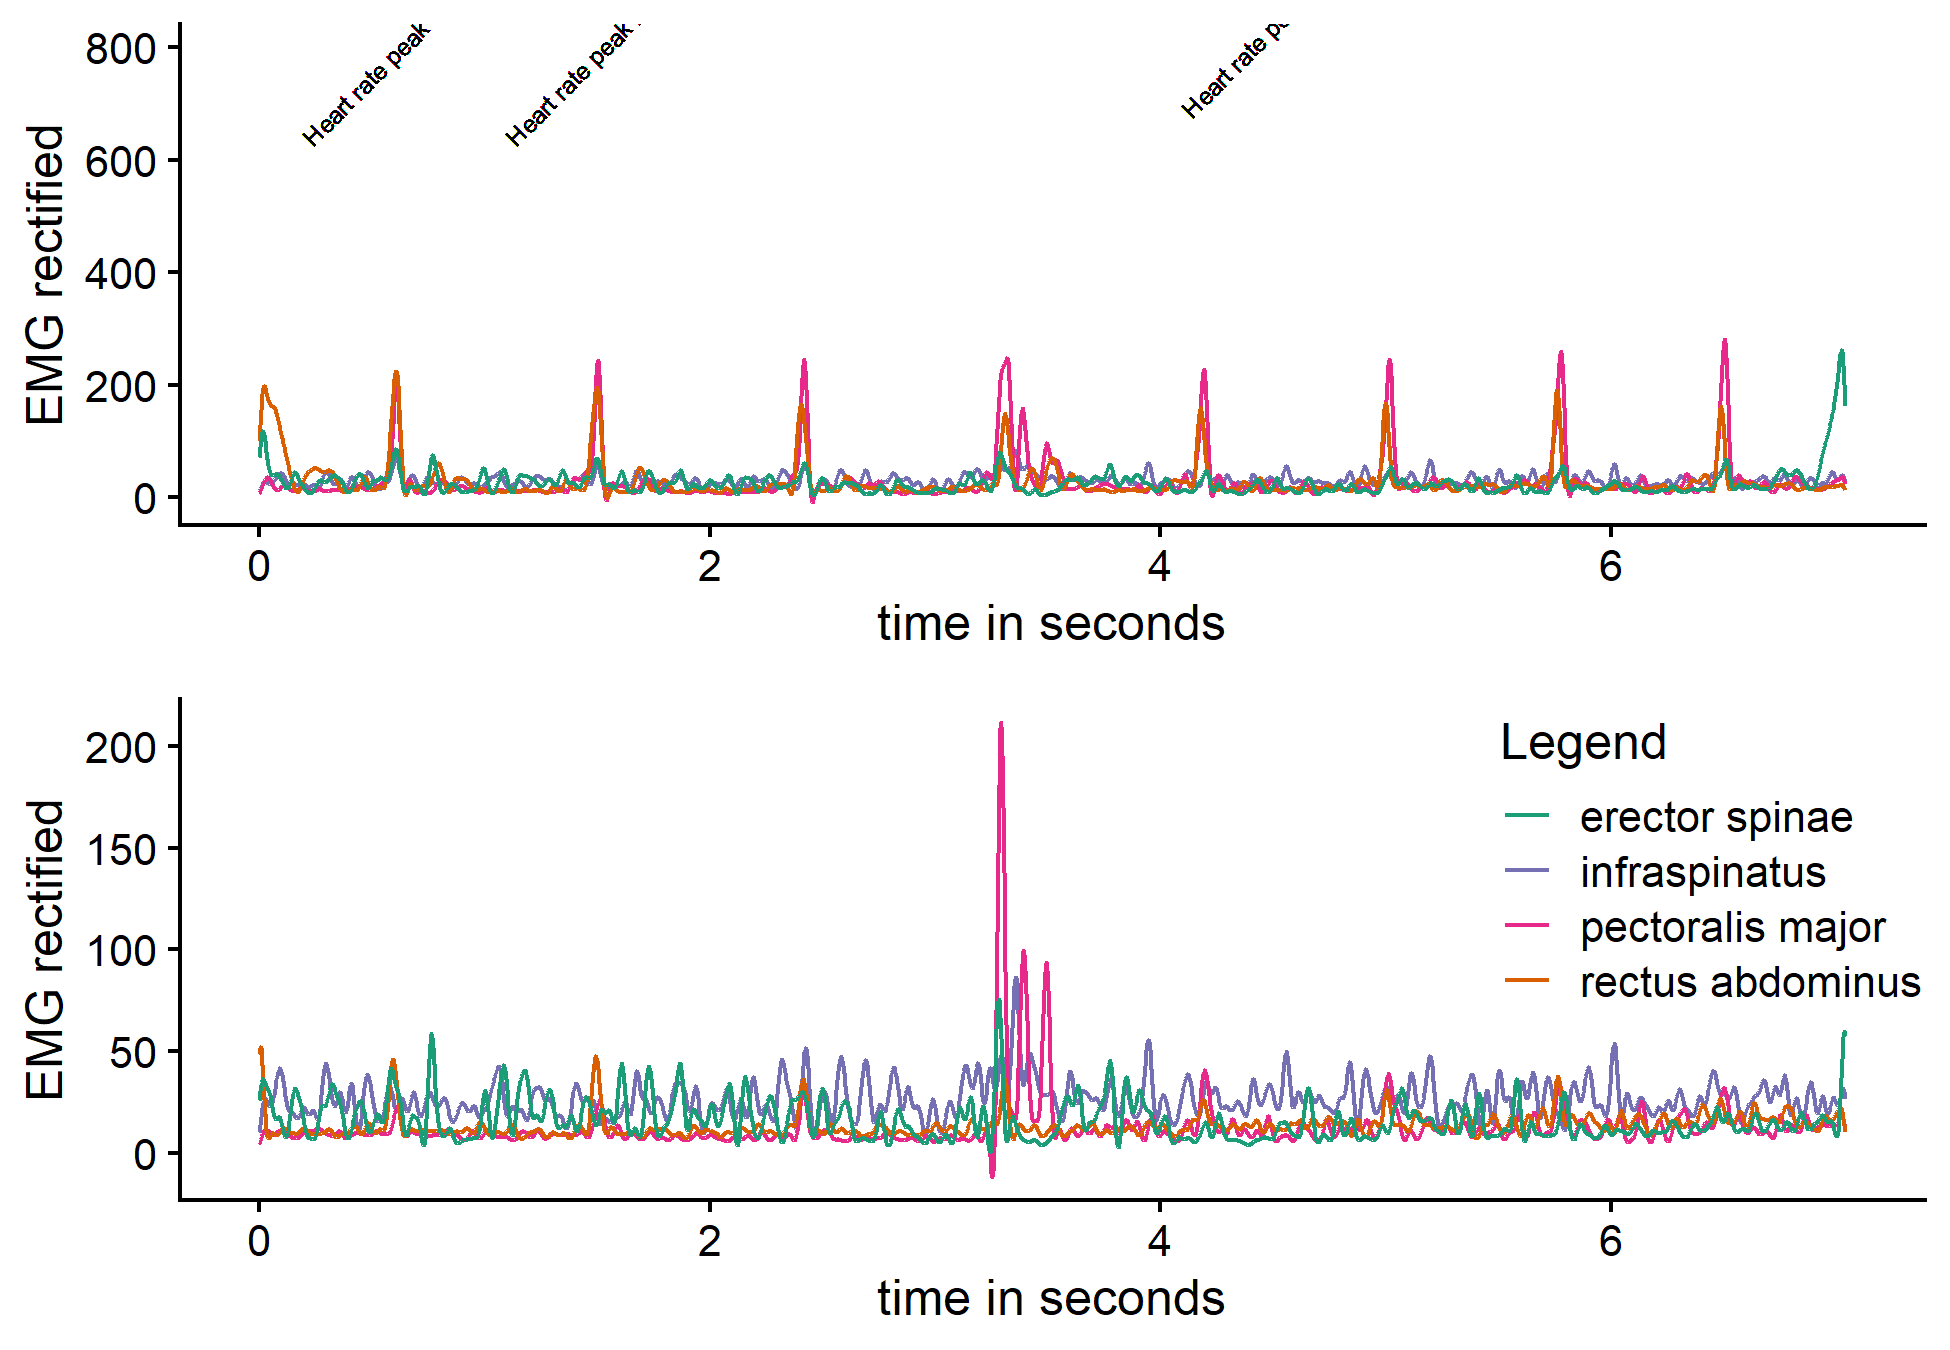 Heart rate peak
Heart rate peak
Heart rate
800
600
400
200
0
EMG rectified
0 2 4 6
time in seconds
200
150
100
50
0
EMG rectified
Legend
erector spinae
infraspinatus
pectoralis major
rectus abdominus
0 2 4 6
time in seconds